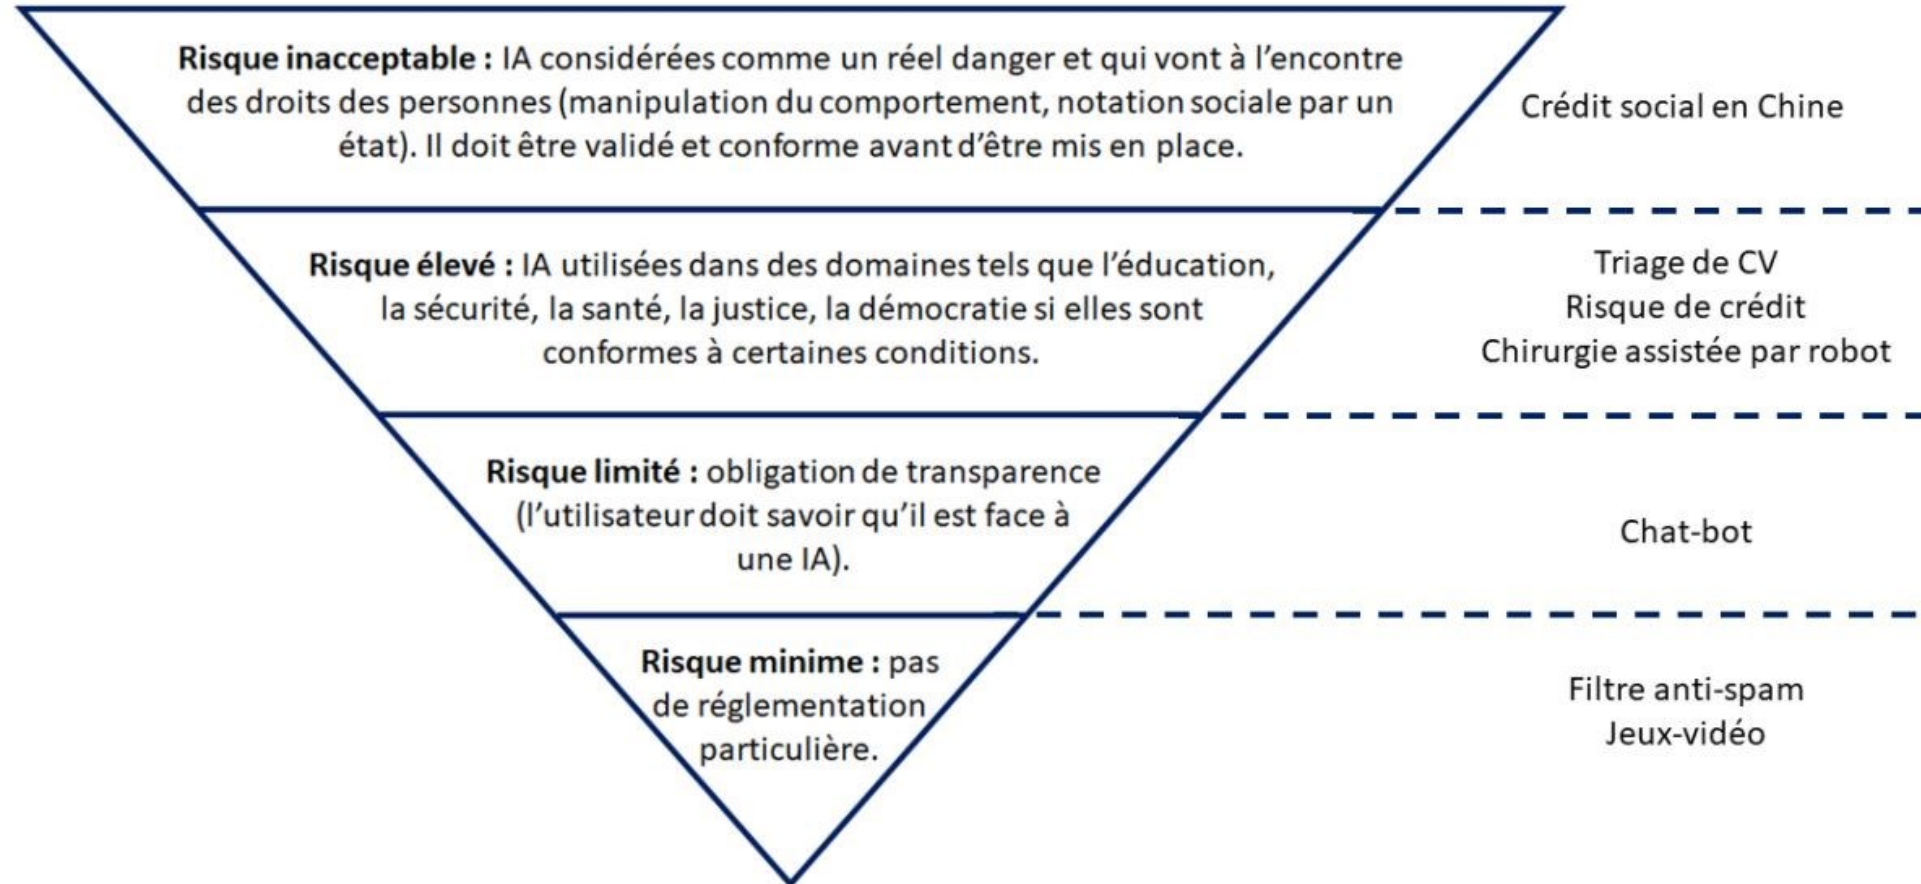 Risque inacceptable : IA considérées comme un réel danger et qui vont à l'encontre
des droits des personnes (manipulation du comportement, notation sociale par un
état). Il doit être validé et conforme avant d'être mis en place.
Crédit social en Chine
Risque élevé : IA utilisées dans des domaines tels que l'éducation,
la sécurité, la santé, la justice, la démocratie si elles sont
conformes à certaines conditions.
Triage de CV
Risque de crédit
Chirurgie assistée par robot
Risque limité : obligation de transparence
(l'utilisateur doit savoir qu'il est face à
une IA).
Chat-bot
Risque minime : pas
de réglementation
particulière.
Filtre anti-spam
Jeux-vidéo